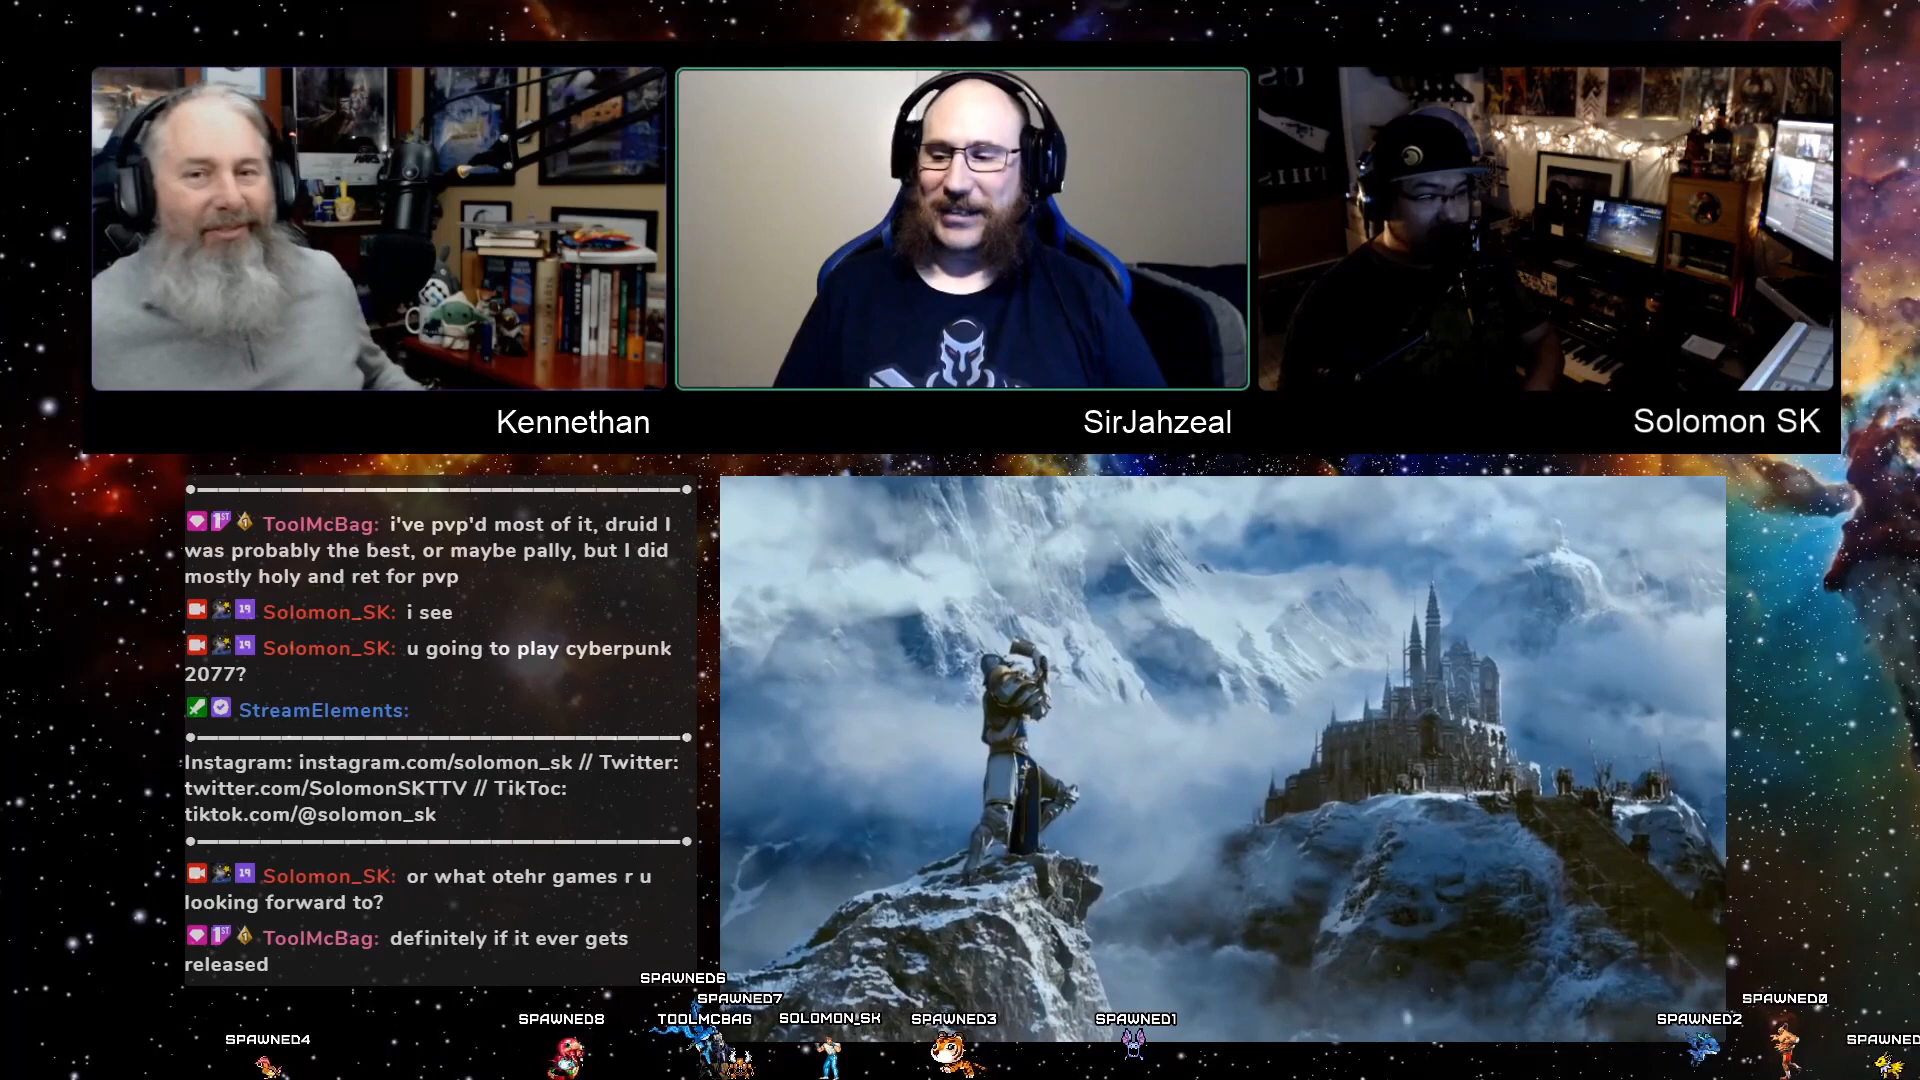 Kennethan
SirJahzeal
Solomon SK
ToolMcBag: i've pvp'd most of it, druid I
was probably the best, or maybe pally, but I did
mostly holy and ret for pvp
19 Solomon_SK: i see
19 Solomon_SK: u going to play cyberpunk
2077?
StreamElements:
Instagram: instagram.com/solomon_sk // Twitter:
twitter.com/SolomonSKTTV // TikToc:
tiktok.com/@solomon_sk
19 Solomon_SK: or what otehr games r u
looking forward to?
ToolMcBag: definitely if it ever gets
released
SPAWNED6
SPAWNED7
SPAWNED0
SPAWNED8
TOOLMCBAG
SOLOMON_SK
SPAWNED3
SPAWNED1
SPAWNED2
SPAWNED4
SPAWNED